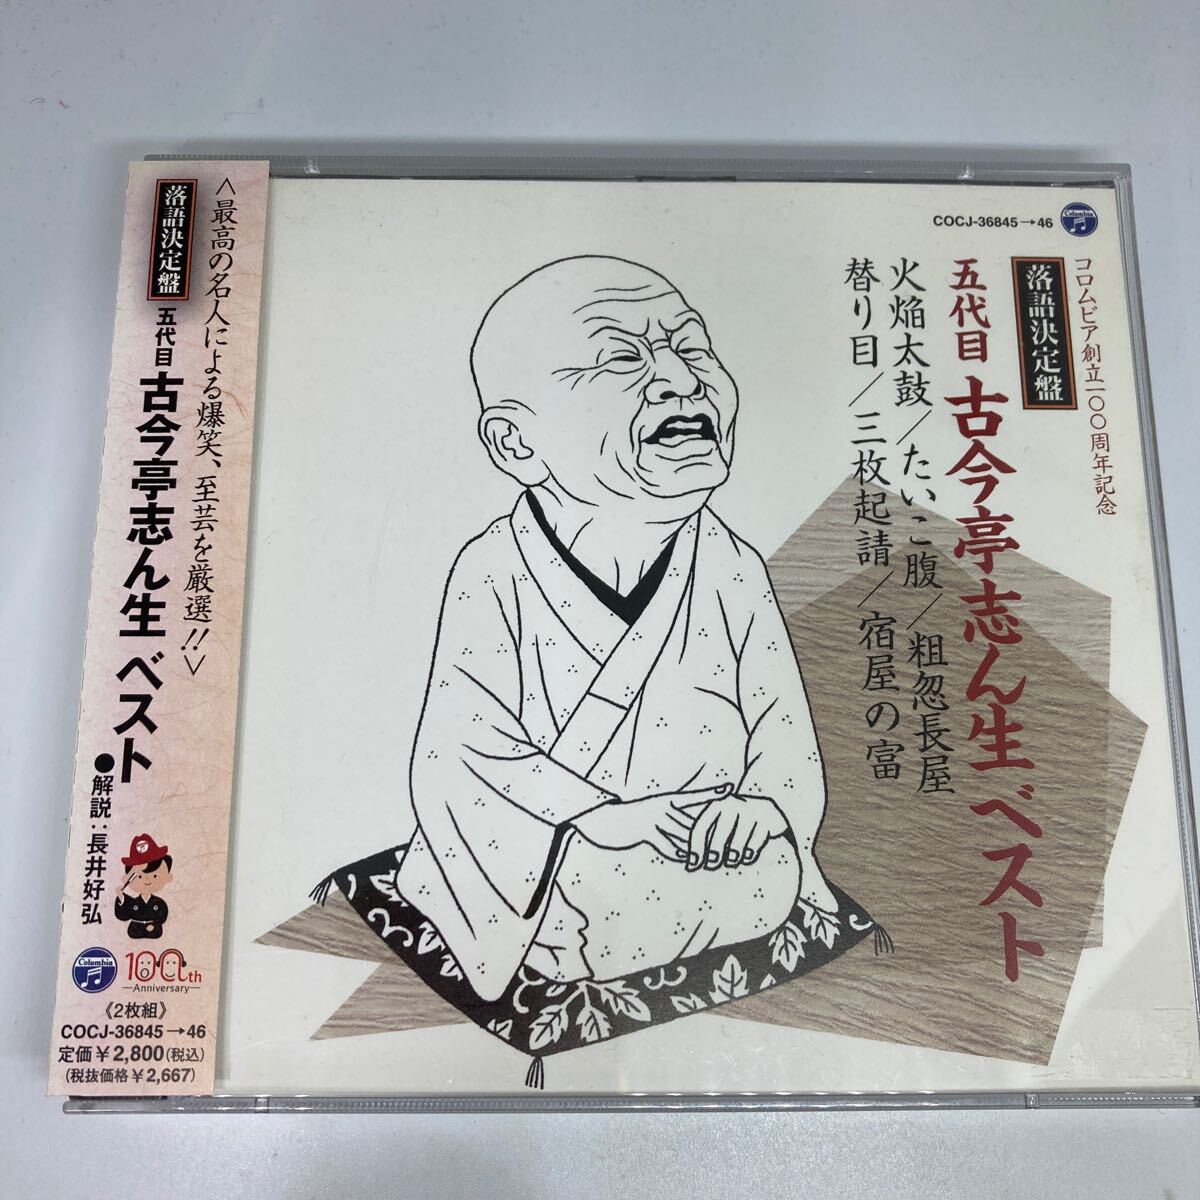 <最高の名人による爆笑、至芸を厳選!!>
落語決定盤
五代目 古今亭志ん生 ベスト
●解説:長井好弘
Columbia
100th
Anniversary
《2枚組》
COCJ-36845→46
定価￥2,800(税込)
(税抜価格￥2,667)
COCJ-36845→46
Columbia
コロムビア創立一〇〇周年記念
落語決定盤
五代目 古今亭志ん生 ベスト
火焔太鼓/たいこ腹/粗忽長屋
替り目/三枚起請/宿屋の富